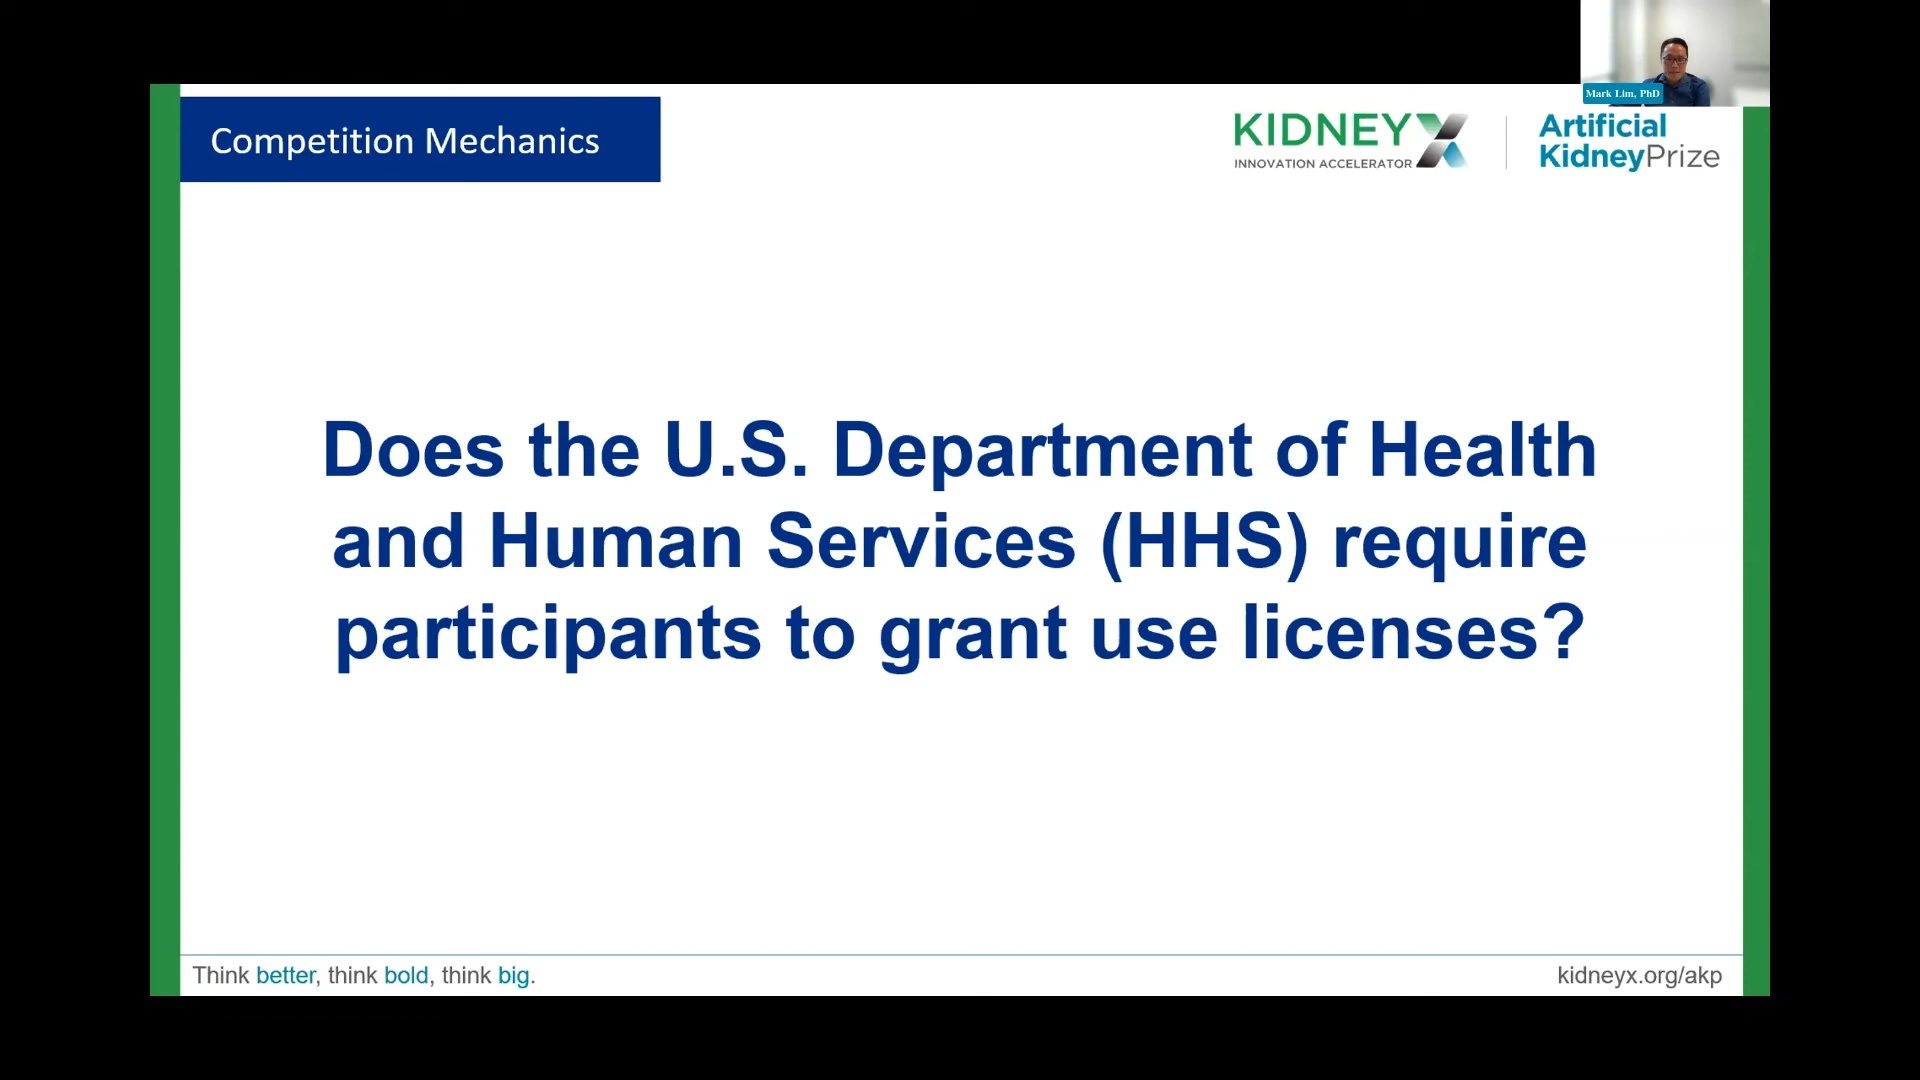 Mark Lim, PhD
Competition Mechanics
KIDNEYX
INNOVATION ACCELERATOR
Artificial
KidneyPrize
Does the U.S. Department of Health
and Human Services (HHS) require
participants to grant use licenses?
Think better, think bold, think big.
kidneyx.org/akp